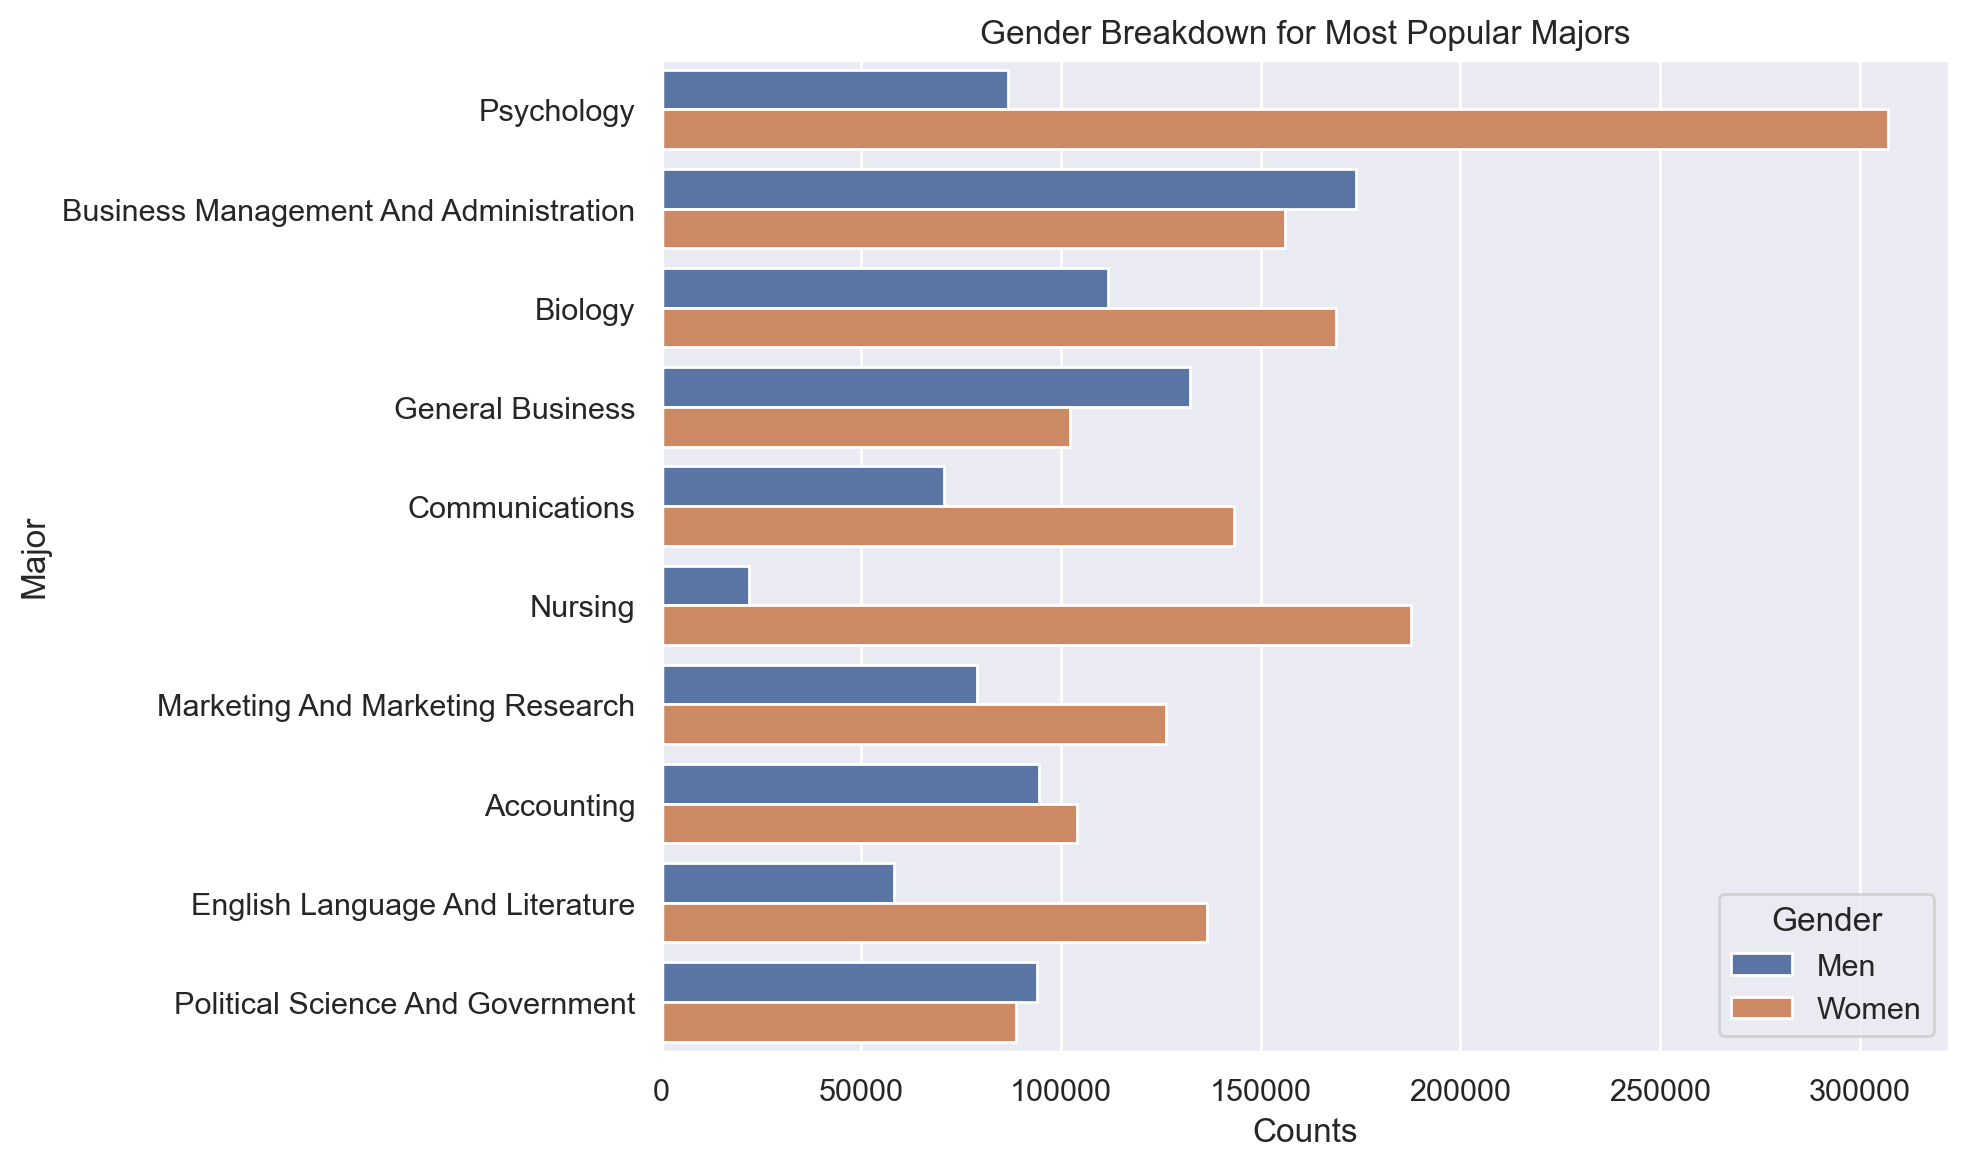 Gender Breakdown for Most Popular Majors
Psychology
Business Management And Administration
Biology
General Business
Communications
Nursing
Marketing And Marketing Research
Accounting
English Language And Literature
Political Science And Government
Major
Gender
Men
Women
0 50000 100000 150000 200000 250000 300000
Counts